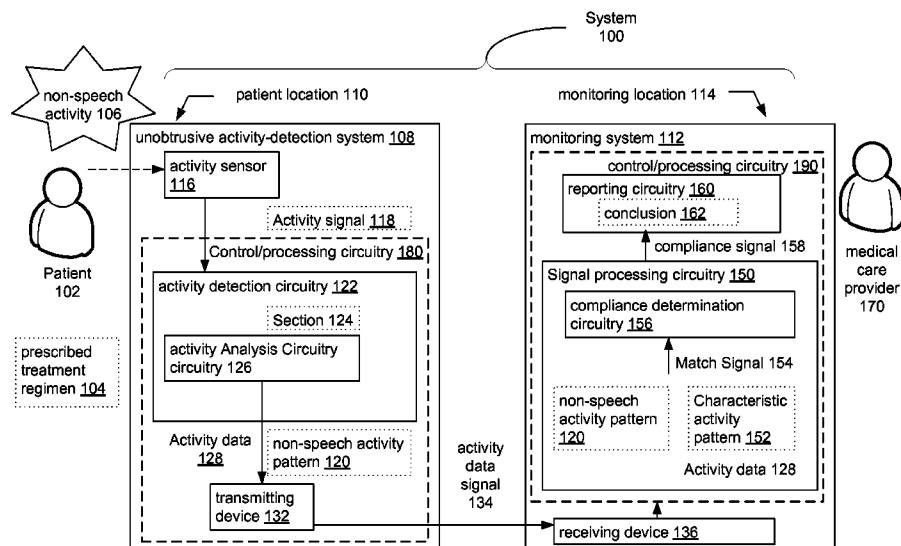 System
100
non-speech
activity 106
patient location 110
monitoring location 114
unobtrusive activity-detection system 108
activity sensor
116
Activity signal 118
Control/processing circuitry 180
activity detection circuitry 122
Section 124
activity Analysis Circuitry
circuitry 126
Activity data
128
non-speech activity
pattern 120
transmitting
device 132
Patient
102
prescribed
treatment
regimen 104
activity
data
signal
134
monitoring system 112
control/processing circuitry 190
reporting circuitry 160
conclusion 162
compliance signal 158
Signal processing circuitry 150
compliance determination
circuitry 156
Match Signal 154
non-speech
activity pattern
120
Characteristic
activity
pattern 152
Activity data 128
receiving device 136
medical
care
provider
170